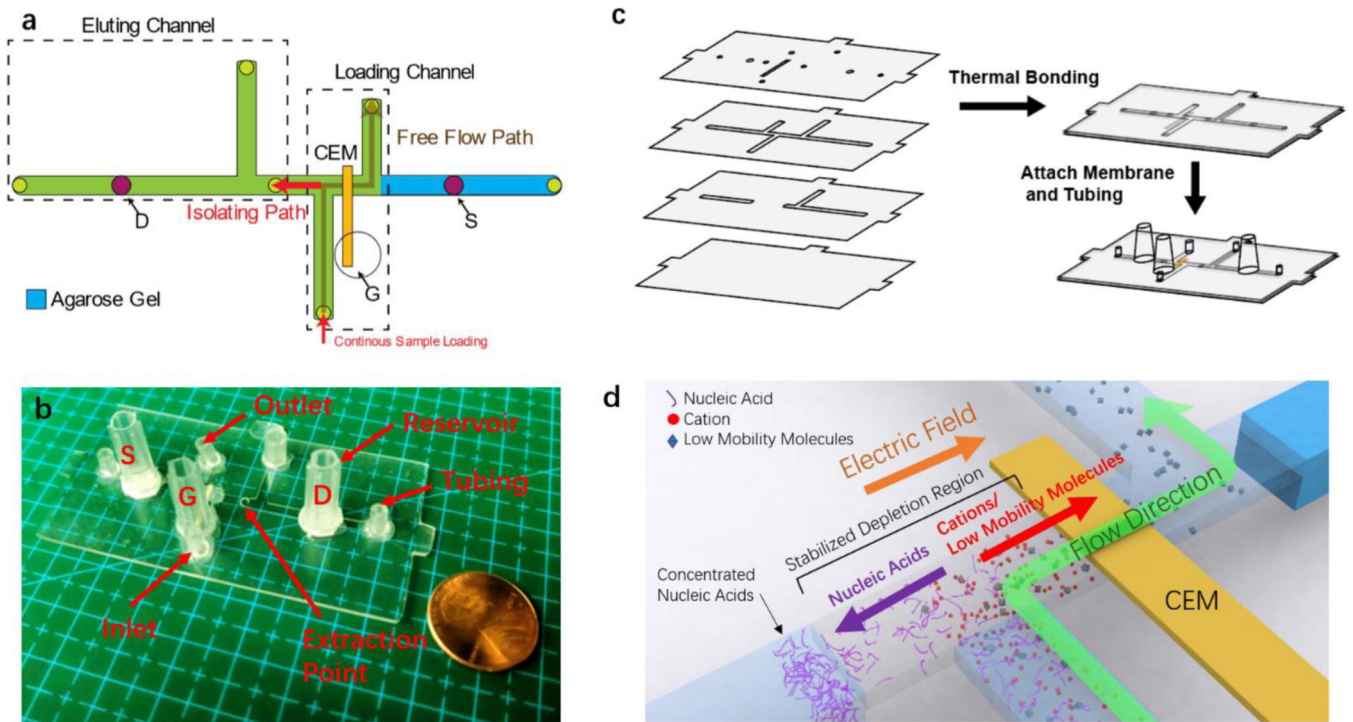 a
Eluting Channel
Loading Channel
Free Flow Path
CEM
Isolating Path
D
S
G
Agarose Gel
Continous Sample Loading
b
Outlet
Reservoir
S
G
D
Tubing
Inlet
Extraction
Point
c
Thermal Bonding
Attach Membrane
and Tubing
d
Nucleic Acid
Cation
Low Mobility Molecules
Electric Field
Stabilized Depletion Region
Cations/
Low Mobility Molecules
Flow Direction
Nucleic Acids
Concentrated
Nucleic Acids
CEM